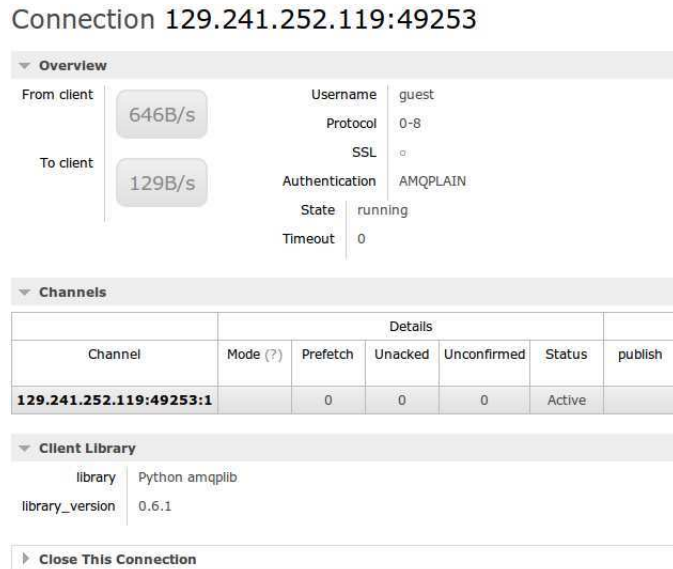 Connection 129.241.252.119:49253
Overview
From client 646B/s
To client 129B/s
Username guest
Protocol 0-8
SSL ¤
Authentication AMQPLAIN
State running
Timeout 0
Channels
Details
Channel Mode (?) Prefetch Unacked Unconfirmed Status publish
129.241.252.119:49253:1 0 0 0 Active
Client Library
library Python amqplib
library_version 0.6.1
Close This Connection